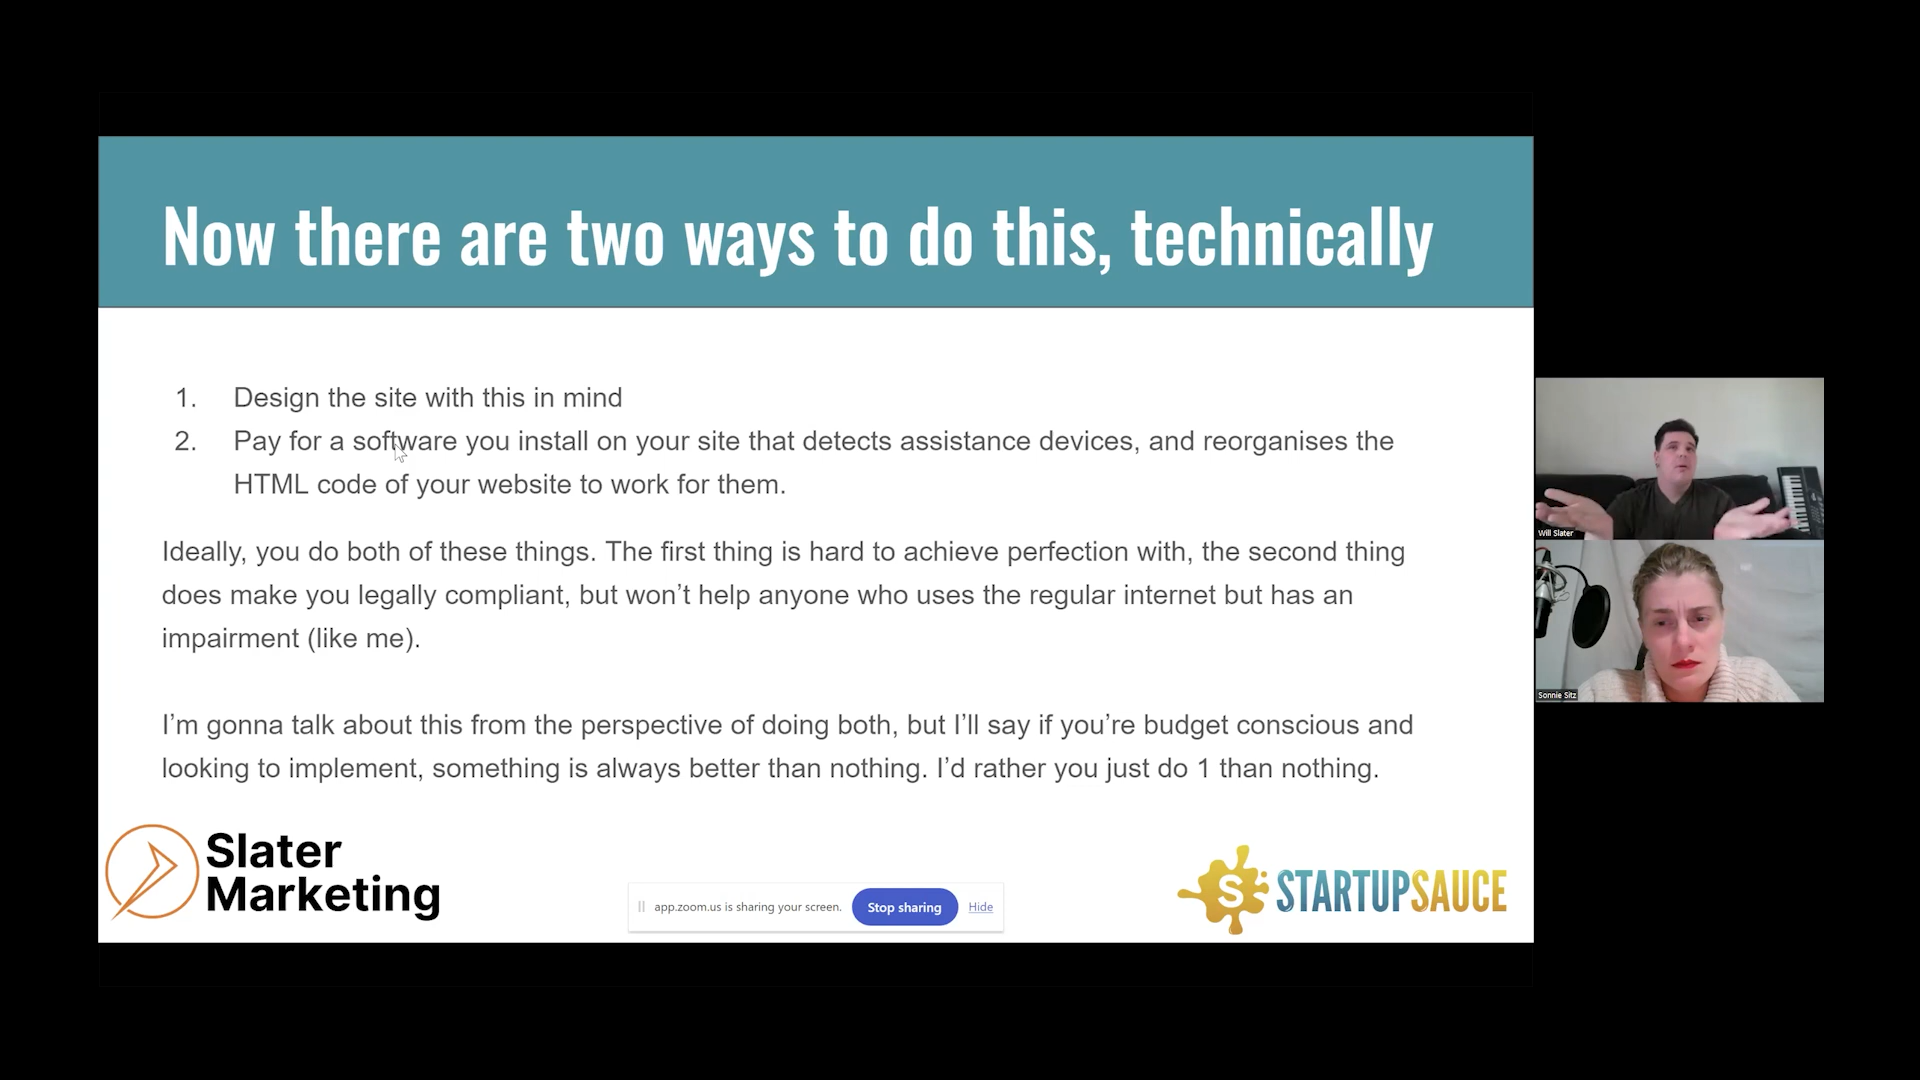 Now there are two ways to do this, technically
1. Design the site with this in mind
2. Pay for a software you install on your site that detects assistance devices, and reorganises the
HTML code of your website to work for them.
Ideally, you do both of these things. The first thing is hard to achieve perfection with, the second thing
does make you legally compliant, but won’t help anyone who uses the regular internet but has an
impairment (like me).
I’m gonna talk about this from the perspective of doing both, but I’ll say if you’re budget conscious and
looking to implement, something is always better than nothing. I’d rather you just do 1 than nothing.
Slater
Marketing
app.zoom.us is sharing your screen. Stop sharing Hide
S STARTUPSAUCE
Will Slater
Sonnie Sitz